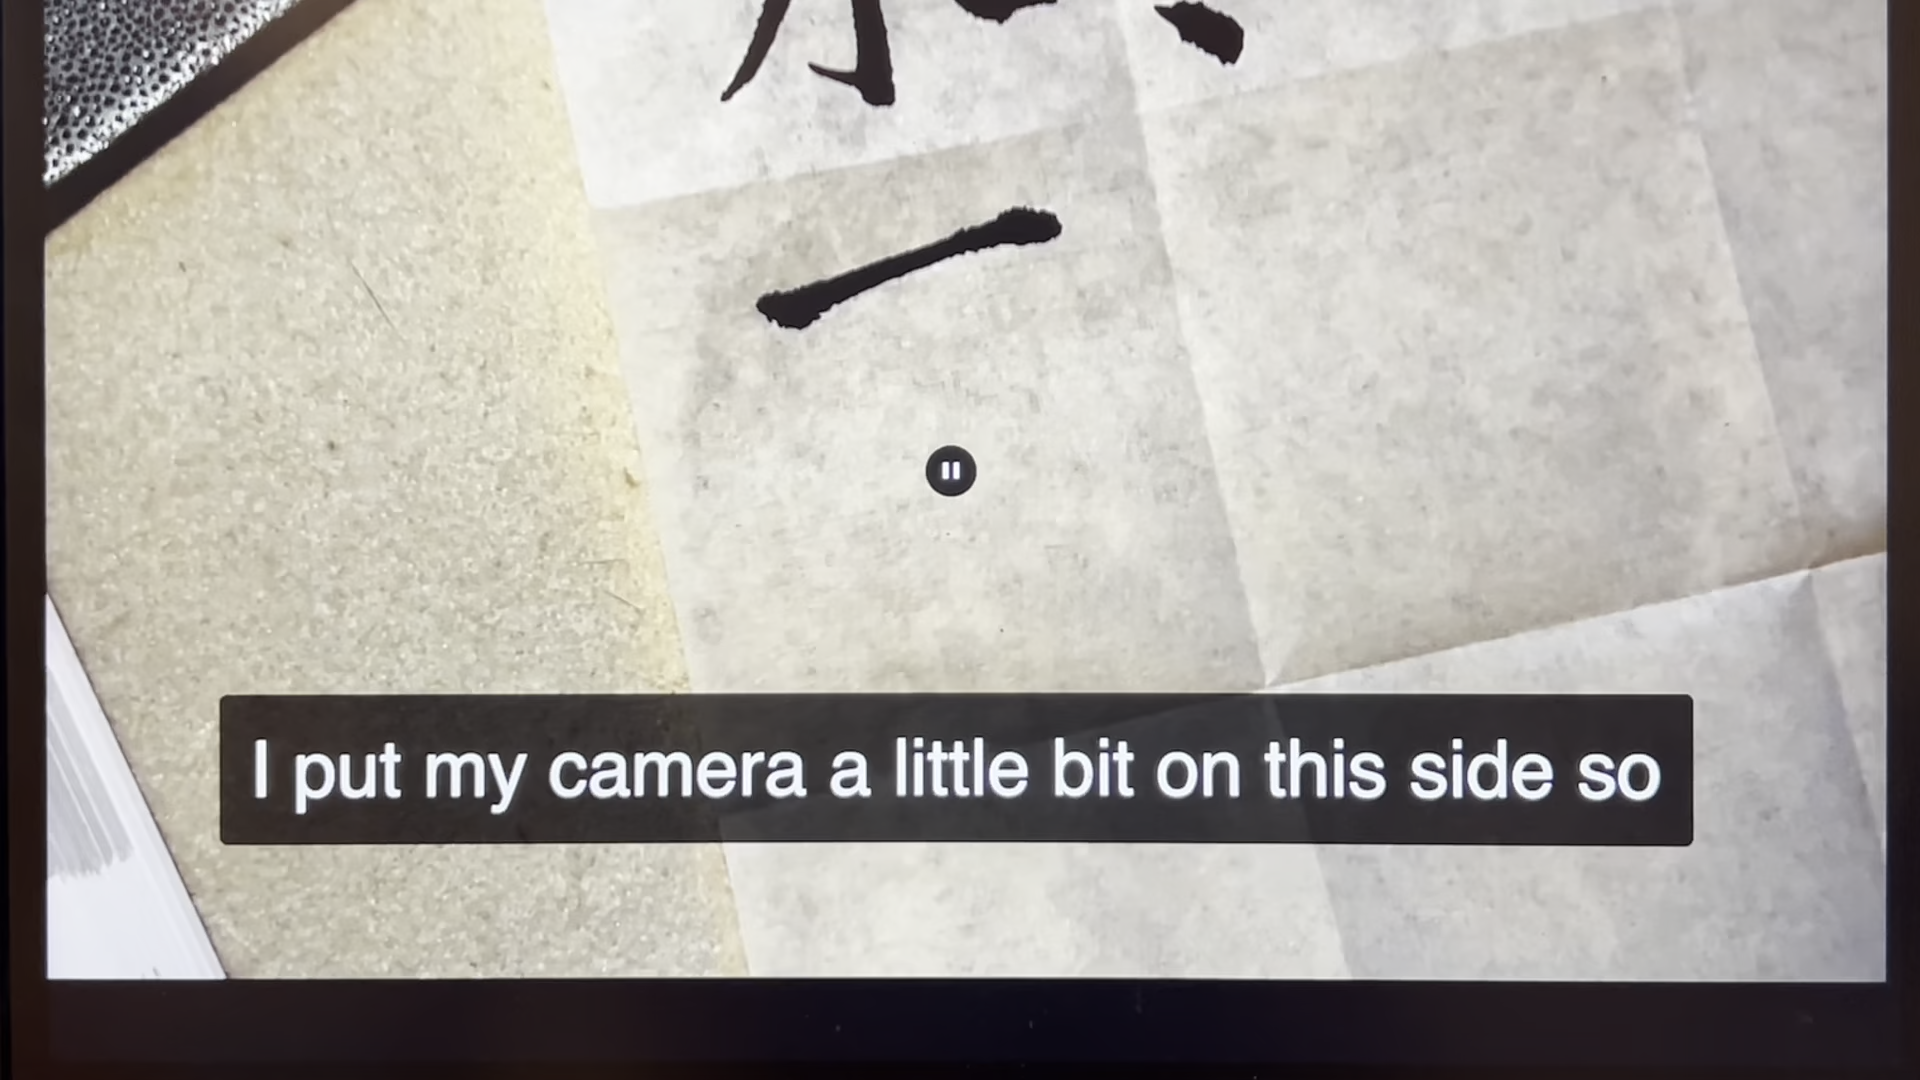 一
I put my camera a little bit on this side so